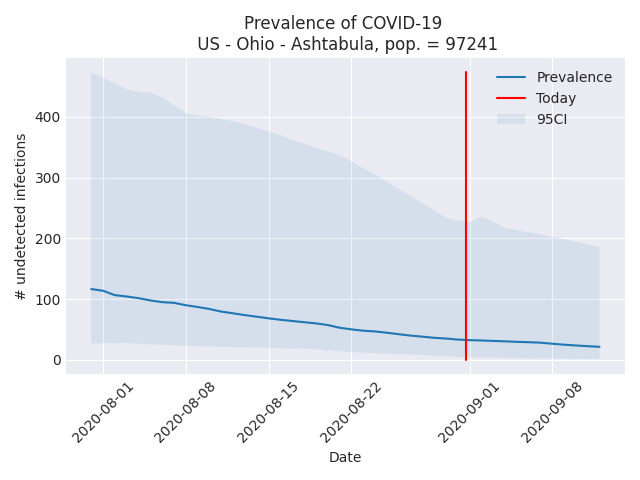 Prevalence of COVID-19
US - Ohio - Ashtabula, pop. = 97241
Prevalence
Today
95CI
# undetected infections
400
300
200
100
0
2020-08-01
2020-08-08
2020-08-15
2020-08-22
2020-09-01
2020-09-08
Date